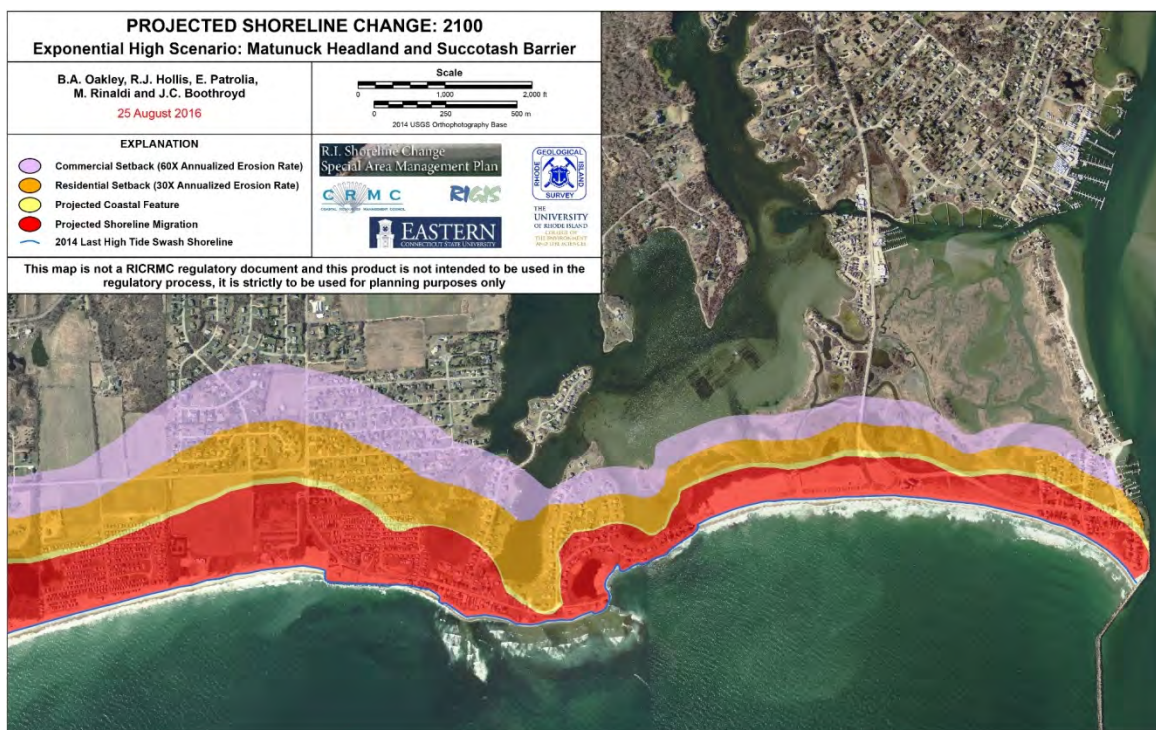 PROJECTED SHORELINE CHANGE: 2100
Exponential High Scenario: Matunuck Headland and Succotash Barrier
B.A. Oakley, R.J. Hollis, E. Patrolia,
M. Rinaldi and J.C. Boothroyd
25 August 2016
Scale
0 1,000 2,000 ft
0 250 500 m
2014 USGS Orthophotography Base
EXPLANATION
Commercial Setback (60X Annualized Erosion Rate)
Residential Setback (30X Annualized Erosion Rate)
Projected Coastal Feature
Projected Shoreline Migration
2014 Last High Tide Swash Shoreline
R.I. Shoreline Change
Special Area Management Plan
CRMC
RIGIS
GEOLOGICAL
RHODE ISLAND
SURVEY
EASTERN
CONNECTICUT STATE UNIVERSITY
THE
UNIVERSITY
OF RHODE ISLAND
This map is not a RICRMC regulatory document and this product is not intended to be used in the
regulatory process, it is strictly to be used for planning purposes only